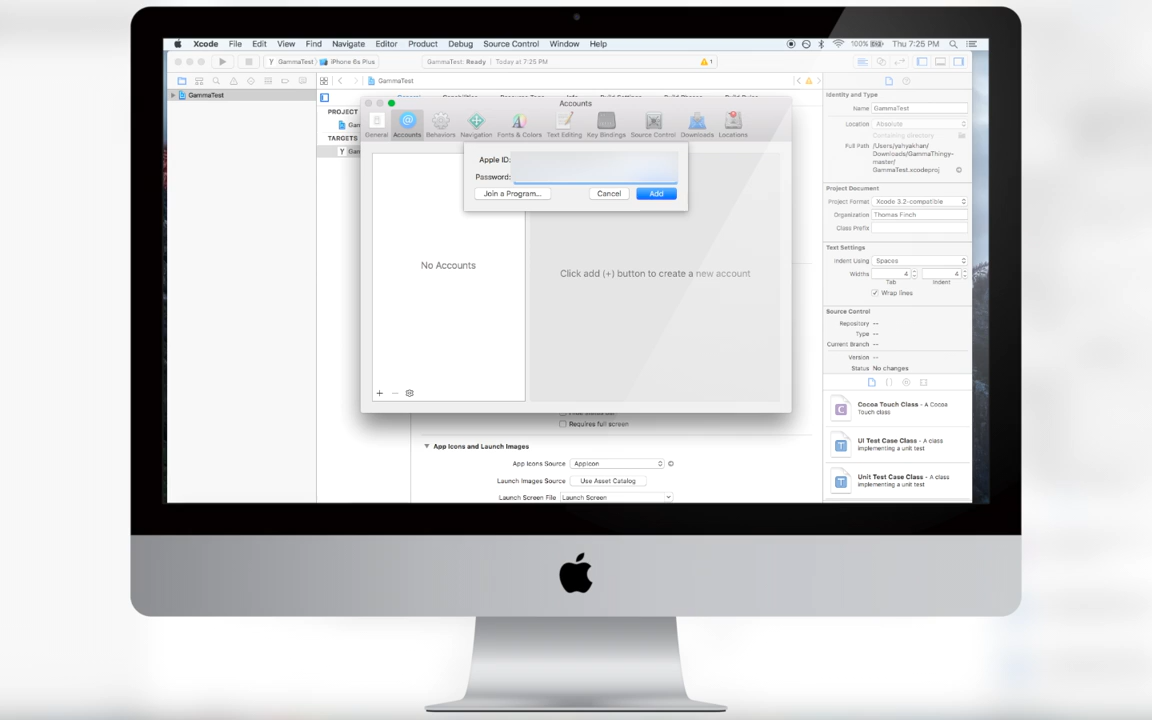 Xcode File Edit View Find Navigate Editor Product Debug Source Control Window Help
100% Thu 7:25 PM
GammaTest iPhone 6s Plus
GammaTest: Ready | Today at 7:25 PM
1
GammaTest
GammaTest
PROJECT
TARGETS
Accounts
General Accounts Behaviors Navigation Fonts & Colors Text Editing Key Bindings Source Control Downloads Locations
Apple ID:
Password:
Join a Program...
Cancel
Add
No Accounts
Click add (+) button to create a new account
+ −
Requires full screen
App Icons and Launch Images
App Icons Source AppIcon
Launch Images Source Use Asset Catalog
Launch Screen File Launch Screen
Identity and Type
Name GammaTest
Location Absolute
Containing directory
Full Path /Users/yahyakhan/
Downloads/GammaThingy-
master/
GammaTest.xcodeproj
Project Document
Project Format Xcode 3.2-compatible
Organization Thomas Finch
Class Prefix
Text Settings
Indent Using Spaces
Widths 4 4
Tab Indent
Wrap lines
Source Control
Repository --
Type --
Current Branch --
Version --
Status No changes
Cocoa Touch Class - A Cocoa
Touch class
UI Test Case Class - A class
implementing a unit test
Unit Test Case Class - A class
implementing a unit test